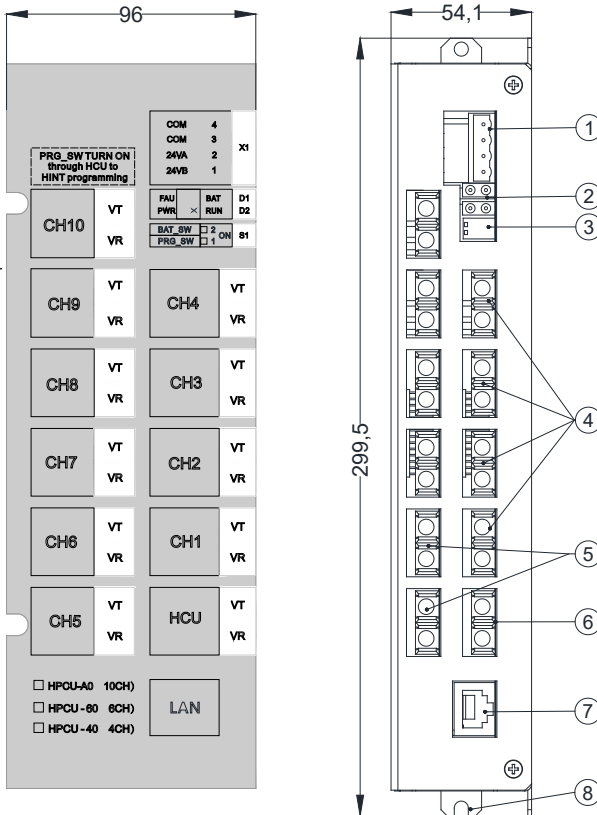 96
54,1
COM 4
COM 3
24VA 2
24VB 1
X1
PRG_SW TURN ON
through HCU to
HINT programming
FAU BAT D1
PWR RUN D2
BAT_SW 2
PRG_SW 1
ON S1
CH10 VT
VR
CH9 VT
VR
CH4 VT
VR
CH8 VT
VR
CH3 VT
VR
CH7 VT
VR
CH2 VT
VR
CH6 VT
VR
CH1 VT
VR
CH5 VT
VR
HCU VT
VR
HPCU-A0 10CH)
HPCU-60 6CH)
HPCU-40 4CH)
LAN
299,5
1
2
3
4
5
6
7
8